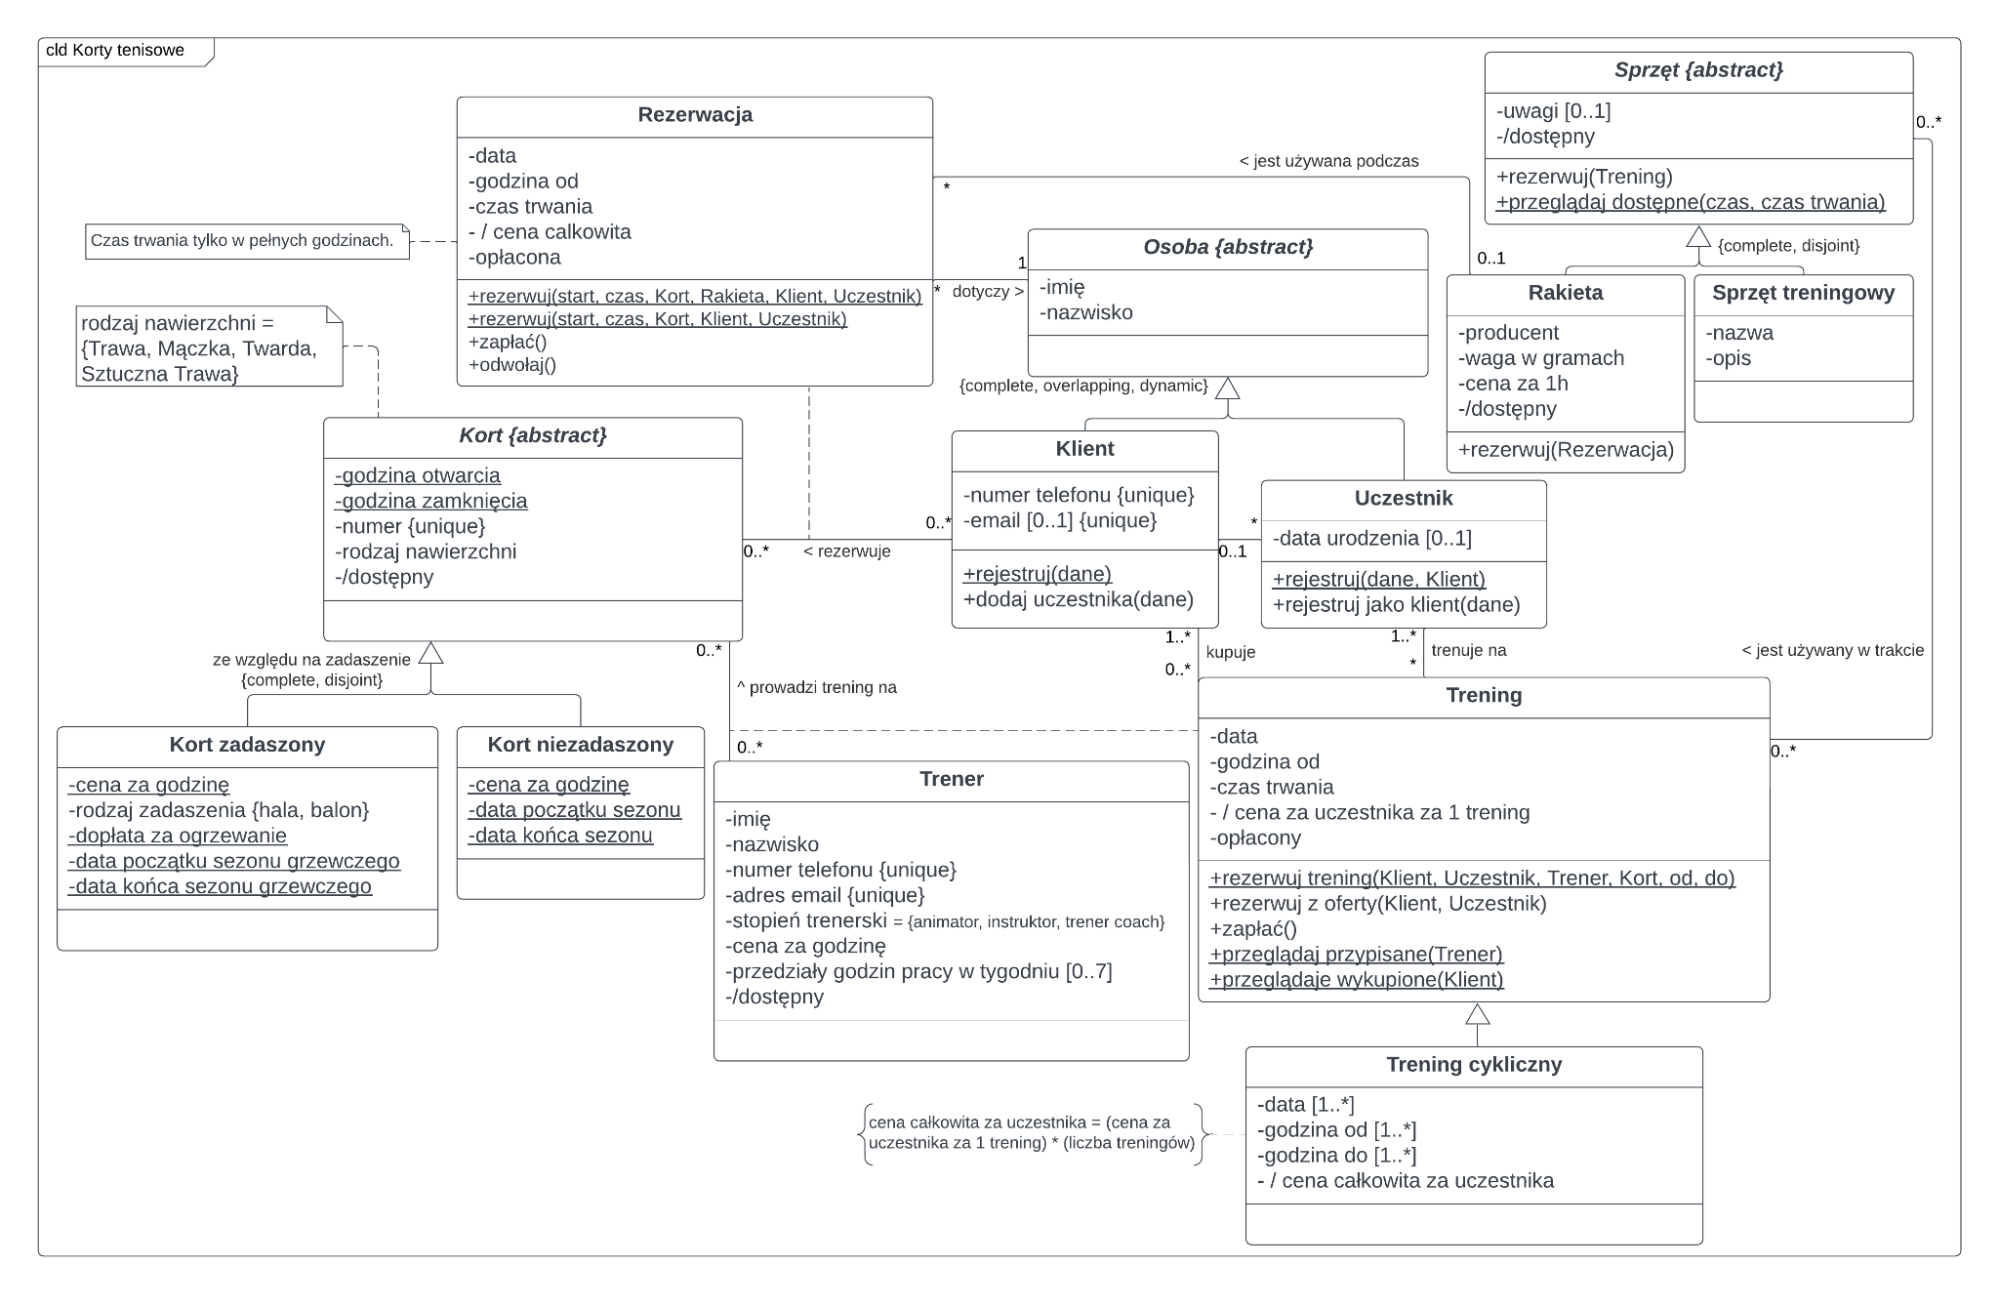 cld Korty tenisowe
Sprzęt {abstract}
-uwagi [0..1]
-/dostępny
+rezerwuj(Trening)
+przeglądaj dostępne(czas, czas trwania)
0..*
{complete, disjoint}
Rezerwacja
-data
-godzina od
-czas trwania
- / cena calkowita
-opłacona
+rezerwuj(start, czas, Kort, Rakieta, Klient, Uczestnik)
+rezerwuj(start, czas, Kort, Klient, Uczestnik)
+zapłać()
+odwołaj()
< jest używana podczas
*
0..1
Czas trwania tylko w pełnych godzinach.
Osoba {abstract}
-imię
-nazwisko
1
*
dotyczy >
{complete, overlapping, dynamic}
Rakieta
-producent
-waga w gramach
-cena za 1h
-/dostępny
+rezerwuj(Rezerwacja)
Sprzęt treningowy
-nazwa
-opis
rodzaj nawierzchni =
{Trawa, Mączka, Twarda,
Sztuczna Trawa}
Kort {abstract}
-godzina otwarcia
-godzina zamknięcia
-numer {unique}
-rodzaj nawierzchni
-/dostępny
0..*
< rezerwuje
0..*
Klient
-numer telefonu {unique}
-email [0..1] {unique}
+rejestruj(dane)
+dodaj uczestnika(dane)
*
0..1
Uczestnik
-data urodzenia [0..1]
+rejestruj(dane, Klient)
+rejestruj jako klient(dane)
ze względu na zadaszenie
{complete, disjoint}
0..*
^ prowadzi trening na
0..*
1..*
kupuje
0..*
1..*
trenuje na
*
< jest używany w trakcie
0..*
Kort zadaszony
-cena za godzinę
-rodzaj zadaszenia {hala, balon}
-dopłata za ogrzewanie
-data początku sezonu grzewczego
-data końca sezonu grzewczego
Kort niezadaszony
-cena za godzinę
-data początku sezonu
-data końca sezonu
Trener
-imię
-nazwisko
-numer telefonu {unique}
-adres email {unique}
-stopień trenerski = {animator, instruktor, trener coach}
-cena za godzinę
-przedziały godzin pracy w tygodniu [0..7]
-/dostępny
Trening
-data
-godzina od
-czas trwania
- / cena za uczestnika za 1 trening
-opłacony
+rezerwuj trening(Klient, Uczestnik, Trener, Kort, od, do)
+rezerwuj z oferty(Klient, Uczestnik)
+zapłać()
+przeglądaj przypisane(Trener)
+przeglądaje wykupione(Klient)
Trening cykliczny
-data [1..*]
-godzina od [1..*]
-godzina do [1..*]
- / cena całkowita za uczestnika
cena całkowita za uczestnika = (cena za
uczestnika za 1 trening) * (liczba treningów)